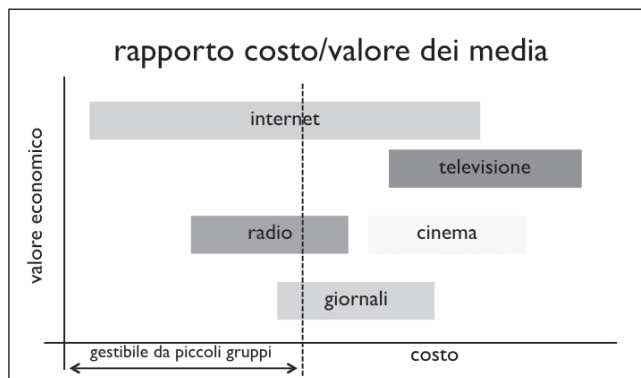 rapporto costo/valore dei media
valore economico
internet
televisione
radio
cinema
giornali
gestibile da piccoli gruppi
costo